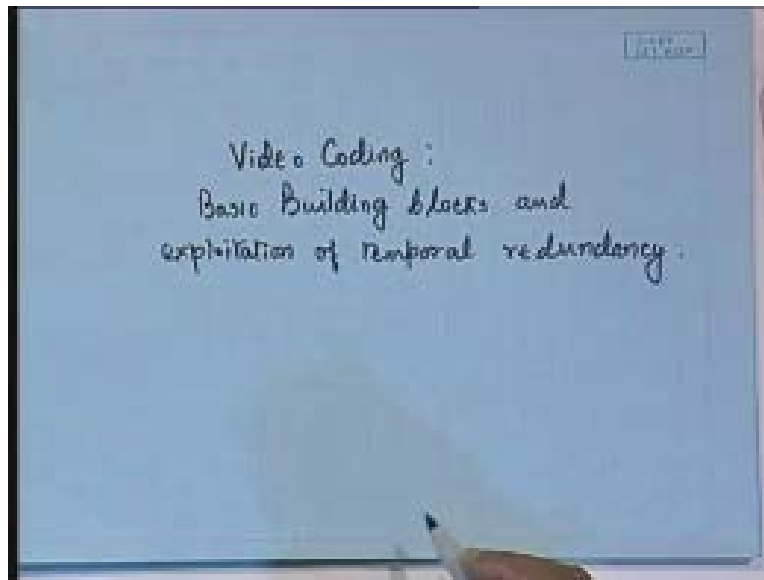 Video Coding :
Basic Building blocks and
exploitation of temporal redundancy.